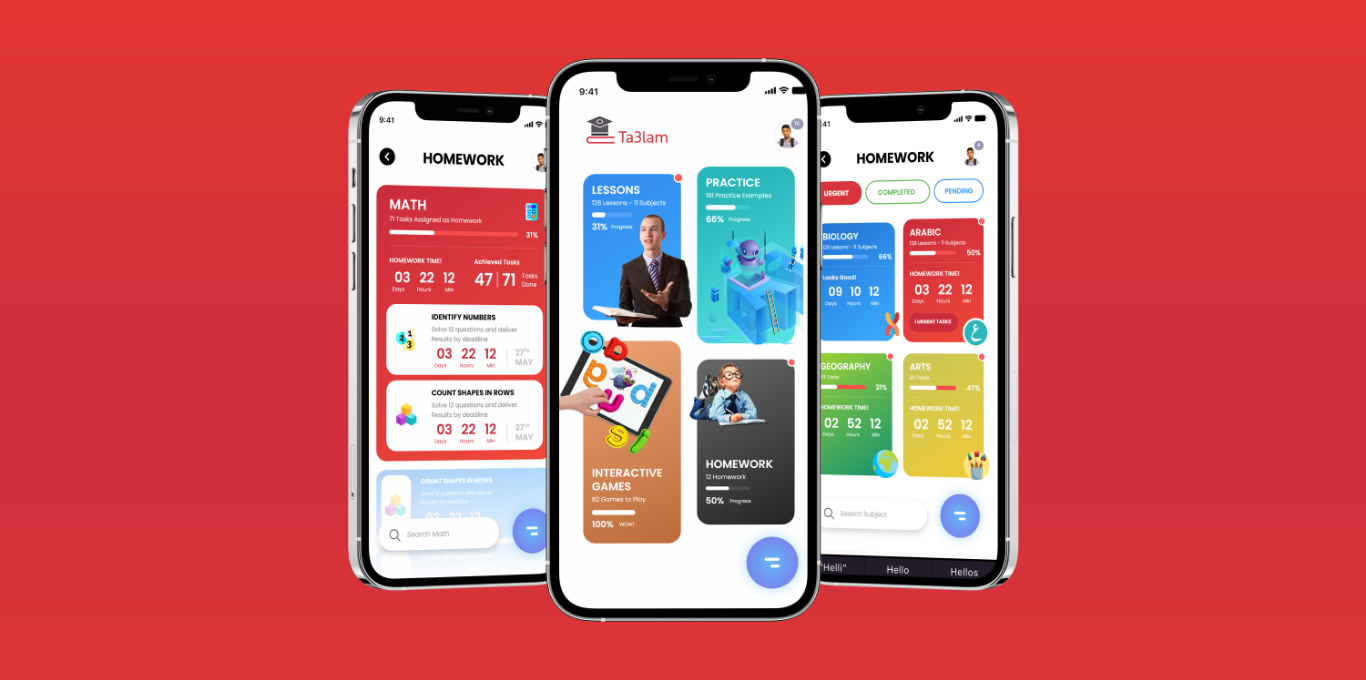 9:41
HOMEWORK
MATH
71 Tasks Assigned as Homework
31%
HOMEWORK TIME!
03 22 12
Days Hours Min
Achieved Tasks
47 | 71 Tasks Done
IDENTIFY NUMBERS
Solve 12 questions and deliver
Results by deadline
03 22 12
Days Hours Min
27TH
MAY
COUNT SHAPES IN ROWS
Solve 12 questions and deliver
Results by deadline
03 22 12
Days Hours Min
27TH
MAY
COUNT SHAPES IN ROWS
Solve 12 questions and deliver
Results by deadline
03 22 12
Search Math
9:41
Ta3lam
LESSONS
128 Lessons - 11 Subjects
31% Progress
PRACTICE
191 Practice Examples
66% Progress
INTERACTIVE
GAMES
82 Games to Play
100% WOW!
HOMEWORK
12 Homework
50% Progress
:41
HOMEWORK
URGENT
COMPLETED
PENDING
BIOLOGY
128 Lessons - 11 Subjects
66%
Looks Good!
09 10 12
Days Hours Min
ARABIC
128 Lessons - 11 Subjects
50%
HOMEWORK TIME!
03 22 12
Days Hours Min
1 URGENT TASKS
ع
GEOGRAPHY
31%
HOMEWORK TIME!
02 52 12
Days Hours Min
ARTS
47%
HOMEWORK TIME!
02 52 12
Days Hours Min
Search Subject
"Helli" Hello Hellos